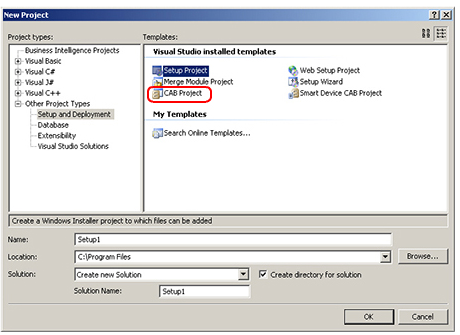 New Project
Project types:
Templates:
Business Intelligence Projects
Visual Basic
Visual C#
Visual J#
Visual C++
Other Project Types
Setup and Deployment
Database
Extensibility
Visual Studio Solutions
Visual Studio installed templates
Setup Project
Web Setup Project
Merge Module Project
Setup Wizard
CAB Project
Smart Device CAB Project
My Templates
Search Online Templates...
Create a Windows Installer project to which files can be added
Name:
Setup1
Location:
C:\Program Files
Browse...
Solution:
Create new Solution
Create directory for solution
Solution Name:
Setup1
OK
Cancel